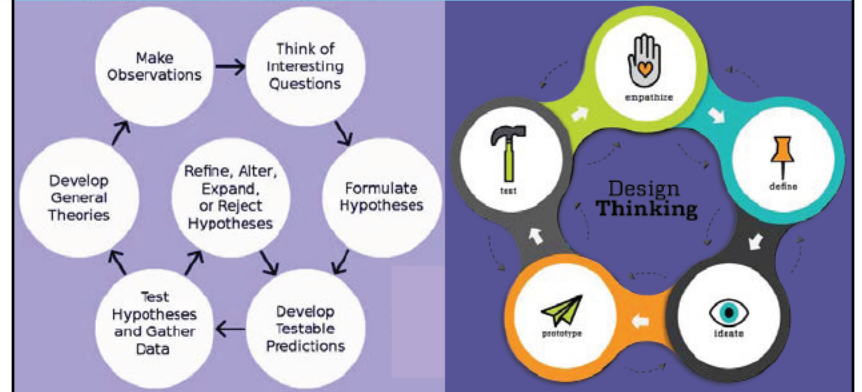 Make
Observations
Think of
Interesting
Questions
Formulate
Hypotheses
Develop
Testable
Predictions
Test
Hypotheses
and Gather
Data
Refine, Alter,
Expand,
or Reject
Hypotheses
Develop
General
Theories
empathize
define
ideate
prototype
test
Design
Thinking